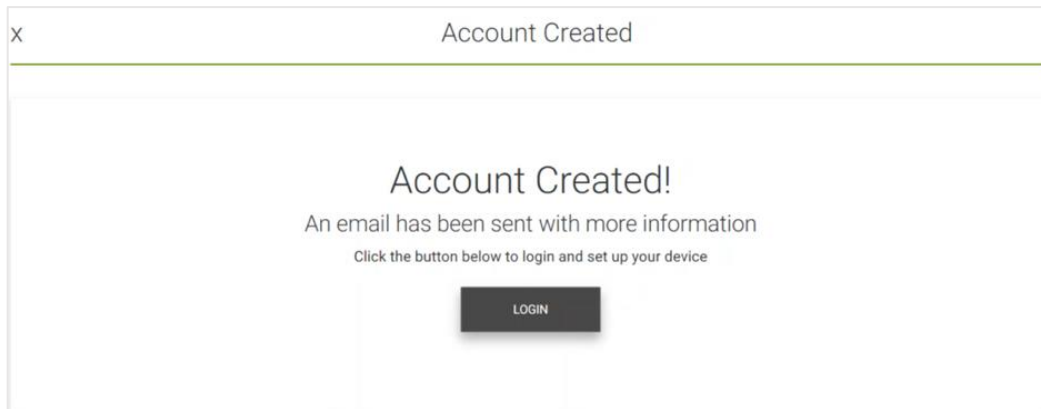 X
Account Created
Account Created!
An email has been sent with more information
Click the button below to login and set up your device
LOGIN